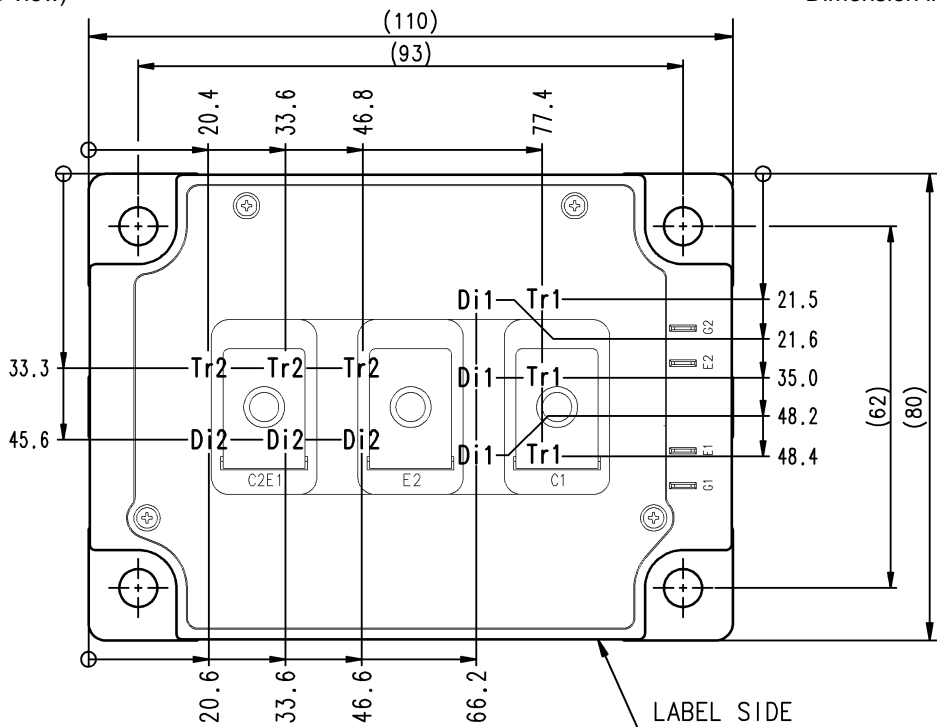 (110)
(93)
20.4
33.6
46.8
77.4
Di1 Tr1 21.5
G2
21.6
E2
33.3 Tr2 Tr2 Tr2 Di1 Tr1 35.0
(62) (80)
48.2
45.6 Di2 Di2 Di2 Di1 Tr1 48.4
E1
C2E1 E2 C1
G1
20.6
33.6
46.6
66.2
LABEL SIDE